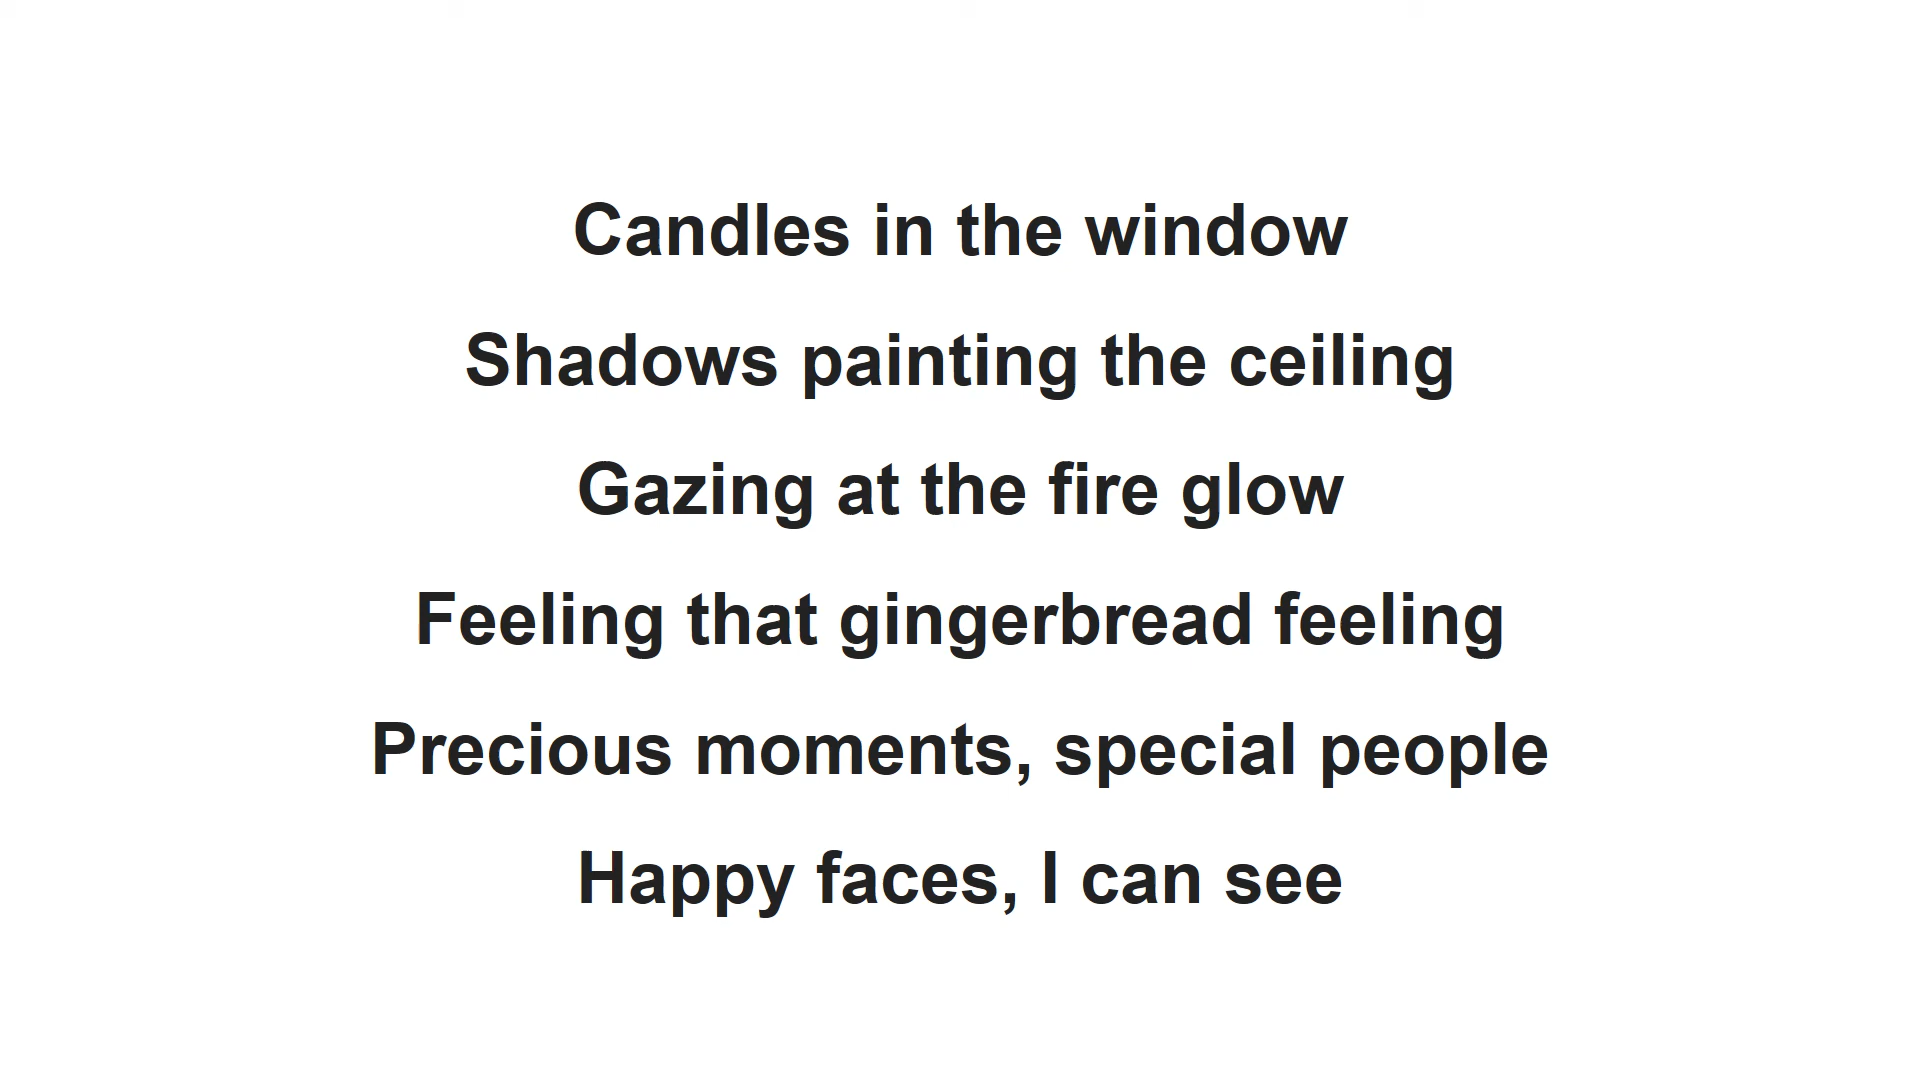 Candles in the window
Shadows painting the ceiling
Gazing at the fire glow
Feeling that gingerbread feeling
Precious moments, special people
Happy faces, I can see